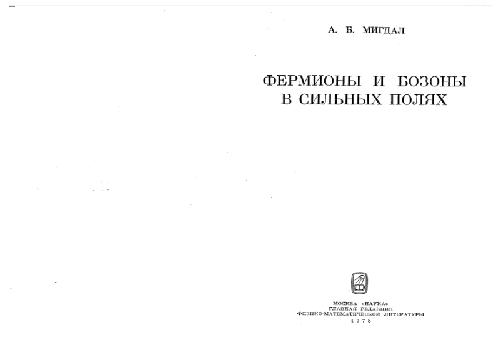 А. Б. МИГДАЛ
ФЕРМИОНЫ И БОЗОНЫ
В СИЛЬНЫХ ПОЛЯХ
МОСКВА «НАУКА»
ГЛАВНАЯ РЕДАКЦИЯ
ФИЗИКО-МАТЕМАТИЧЕСКОЙ ЛИТЕРАТУРЫ
1978